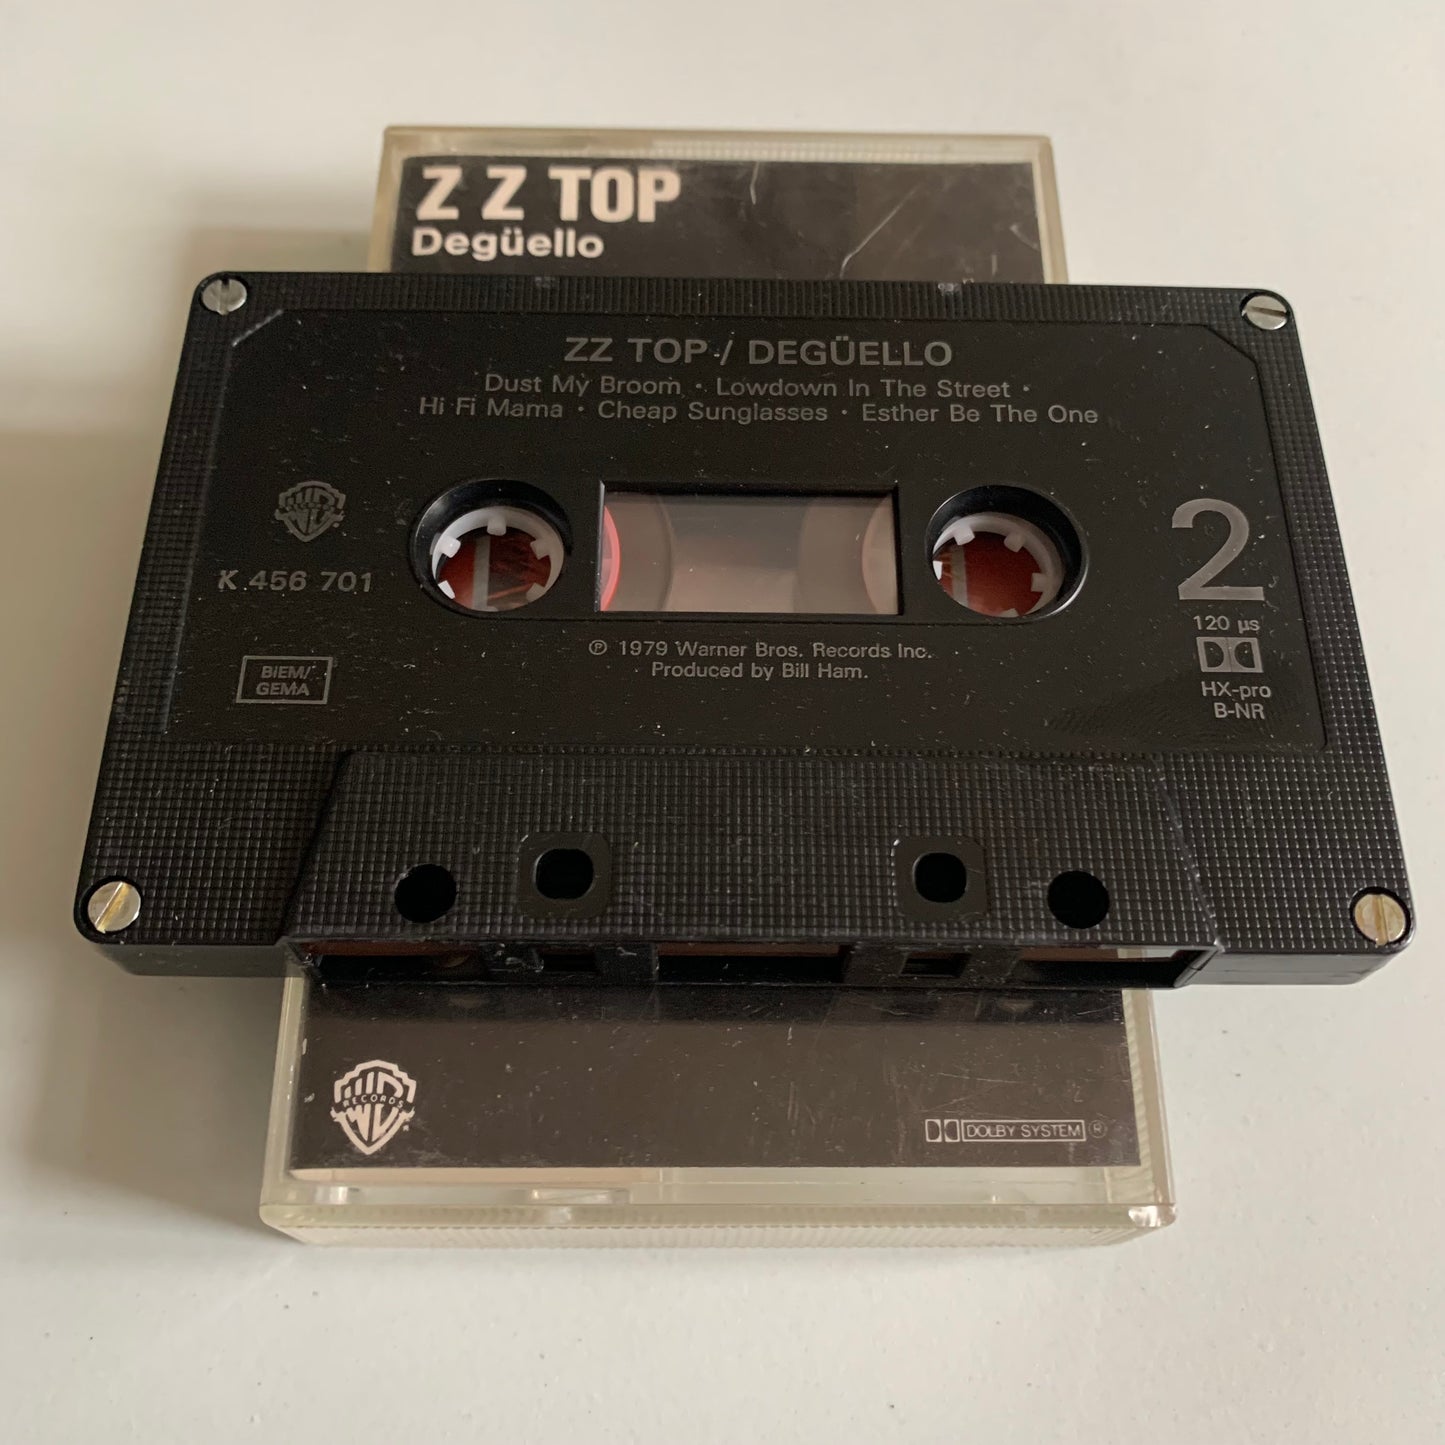 Z Z TOP
Degüello
ZZ TOP / DEGÜELLO
Dust My Broom · Lowdown In The Street ·
Hi Fi Mama · Cheap Sunglasses · Esther Be The One
K 456 701
2
120 µs
HX-pro
B-NR
BIEM/
GEMA
℗ 1979 Warner Bros. Records Inc.
Produced by Bill Ham.
RECORDS
DOLBY SYSTEM ®